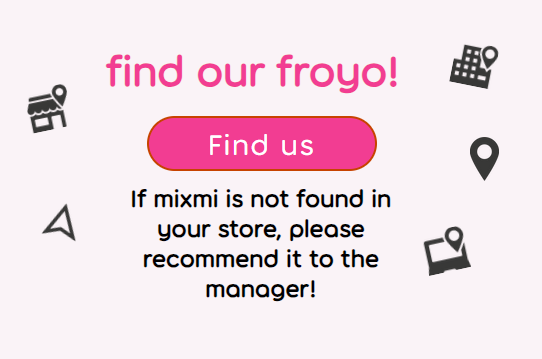 find our froyo!
Find us
If mixmi is not found in
your store, please
recommend it to the
manager!